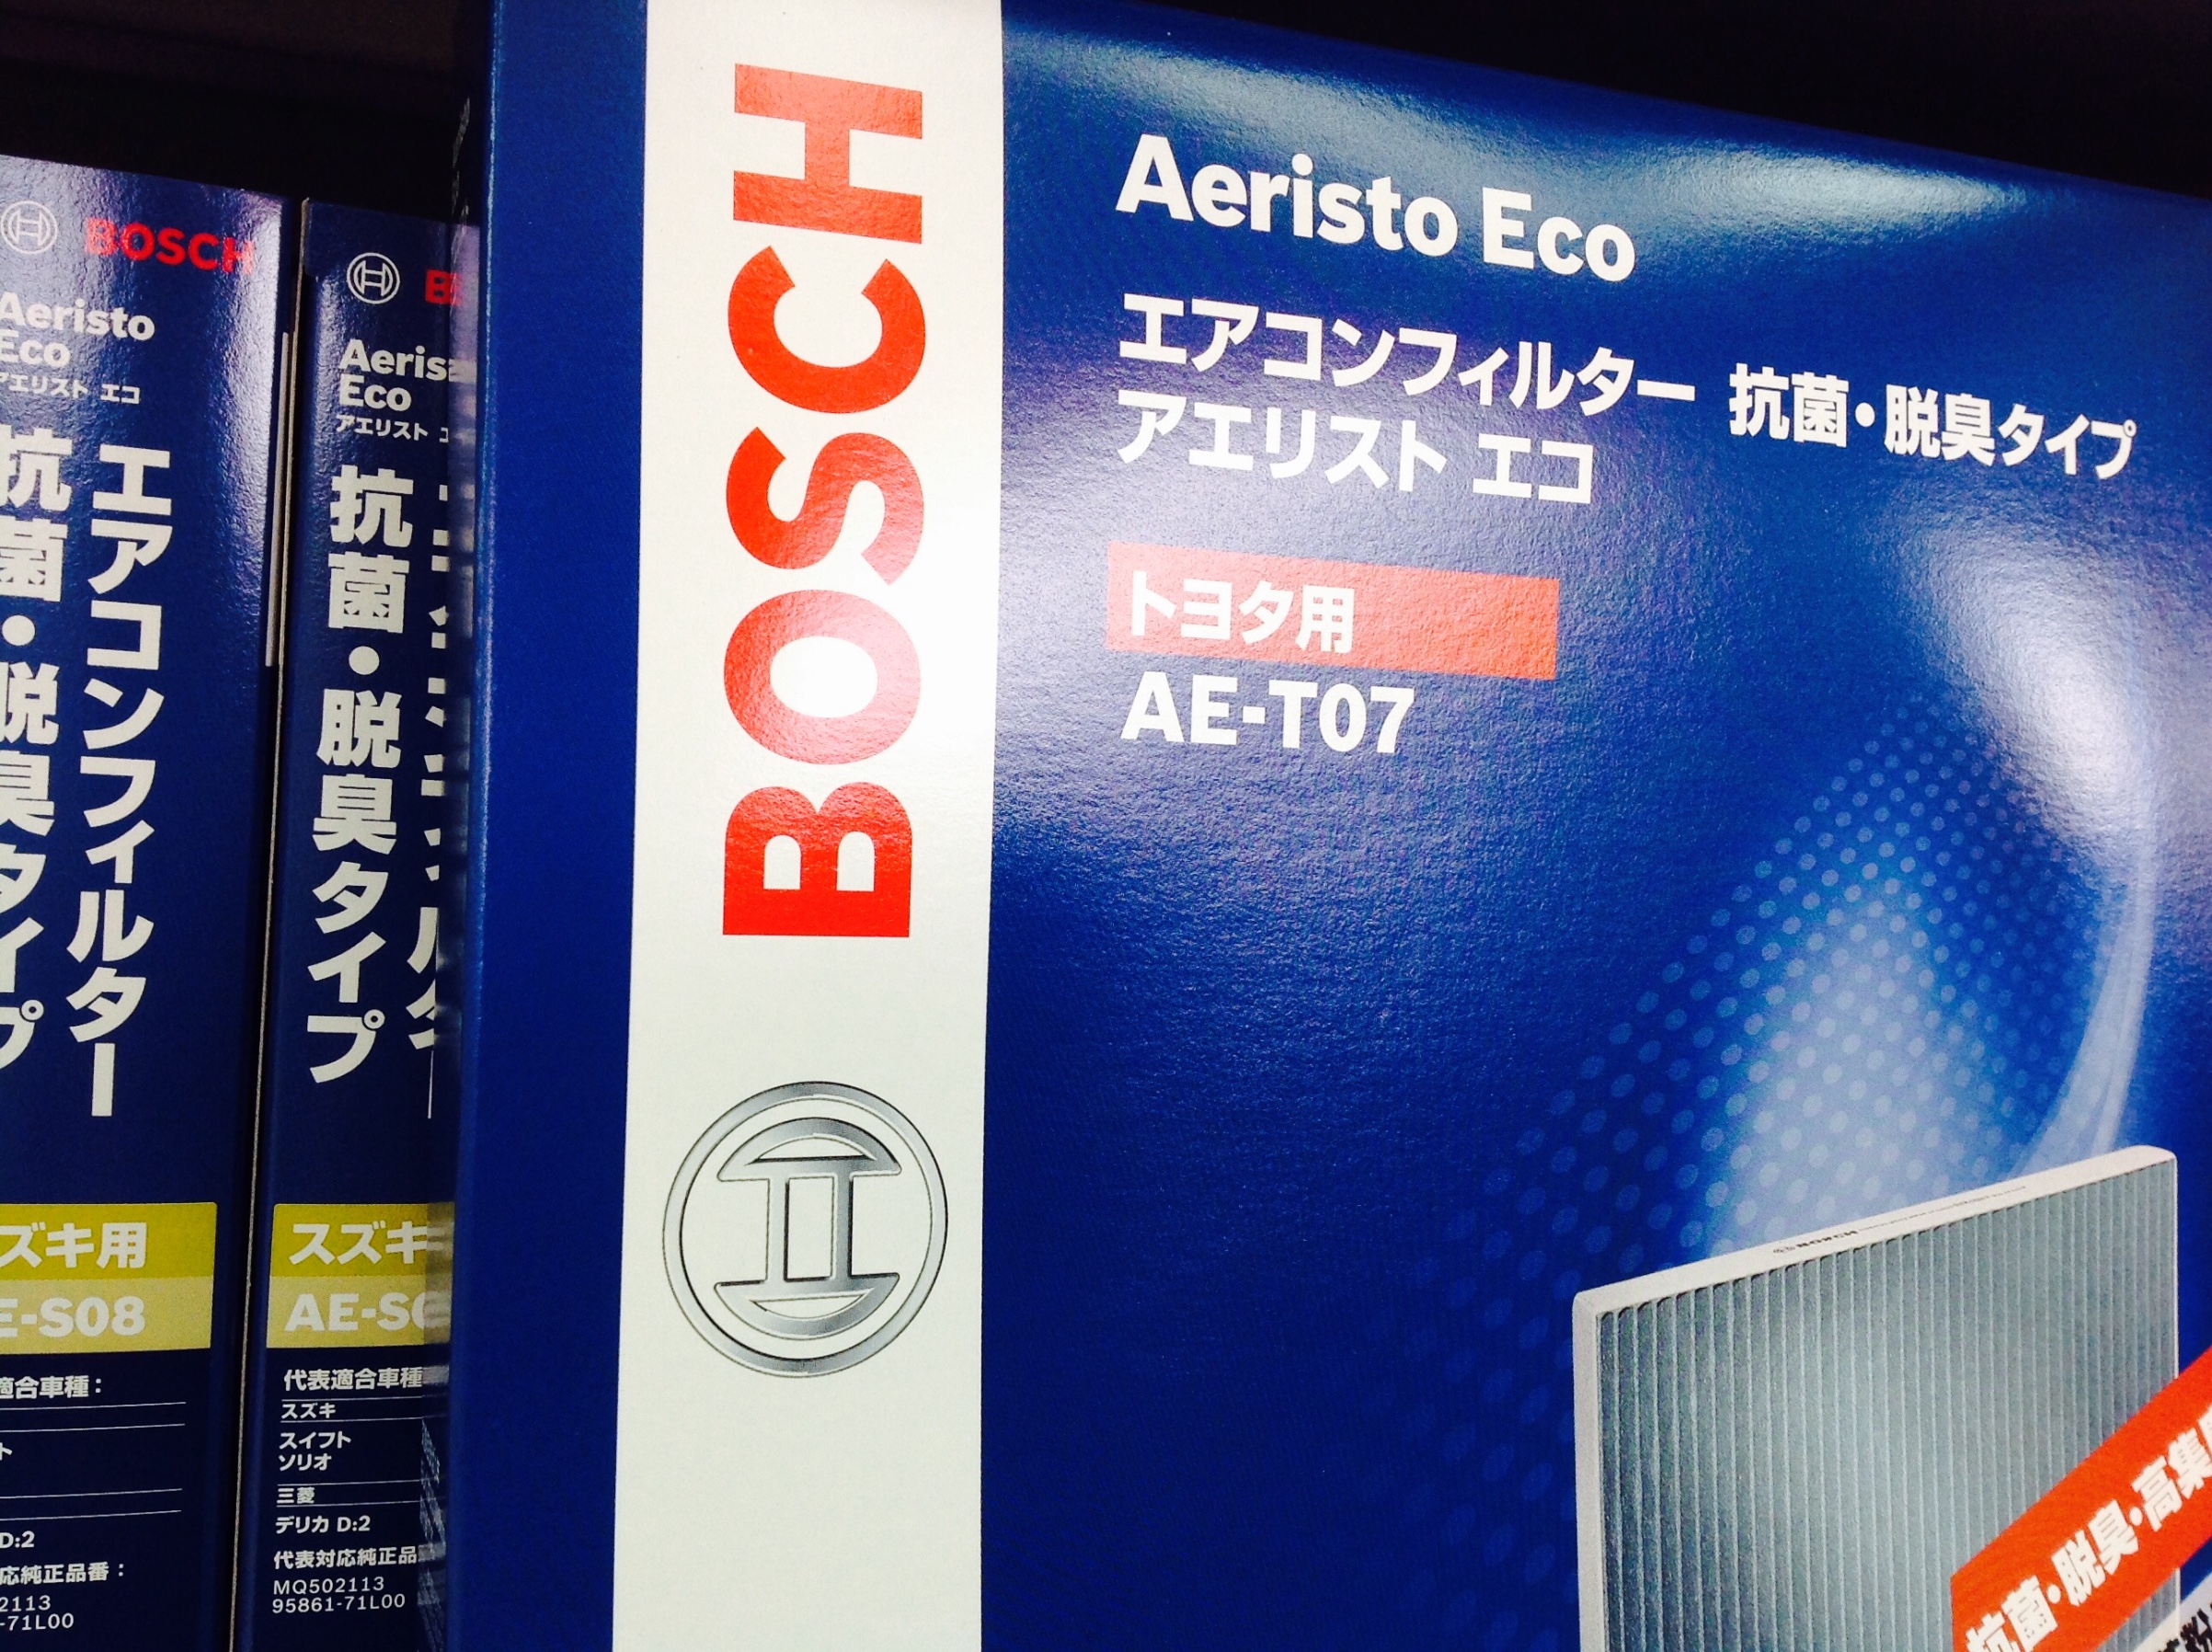 BOSCH
Aeristo
Eco
アエリスト エコ
エアコンフィルター
抗菌・脱臭タイプ
ズキ用
E-S08
適合車種：
D:2
応純正品番：
2113
-71L00
Aeris
Eco
アエリスト
抗菌・脱臭タイプ
スズキ
AE-S
代表適合車種
スズキ
スイフト
ソリオ
三菱
デリカ D:2
代表対応純正品
MQ502113
95861-71L00
BOSCH
Aeristo Eco
エアコンフィルター 抗菌・脱臭タイプ
アエリスト エコ
トヨタ用
AE-T07
BOSCH
抗菌・脱臭・高集